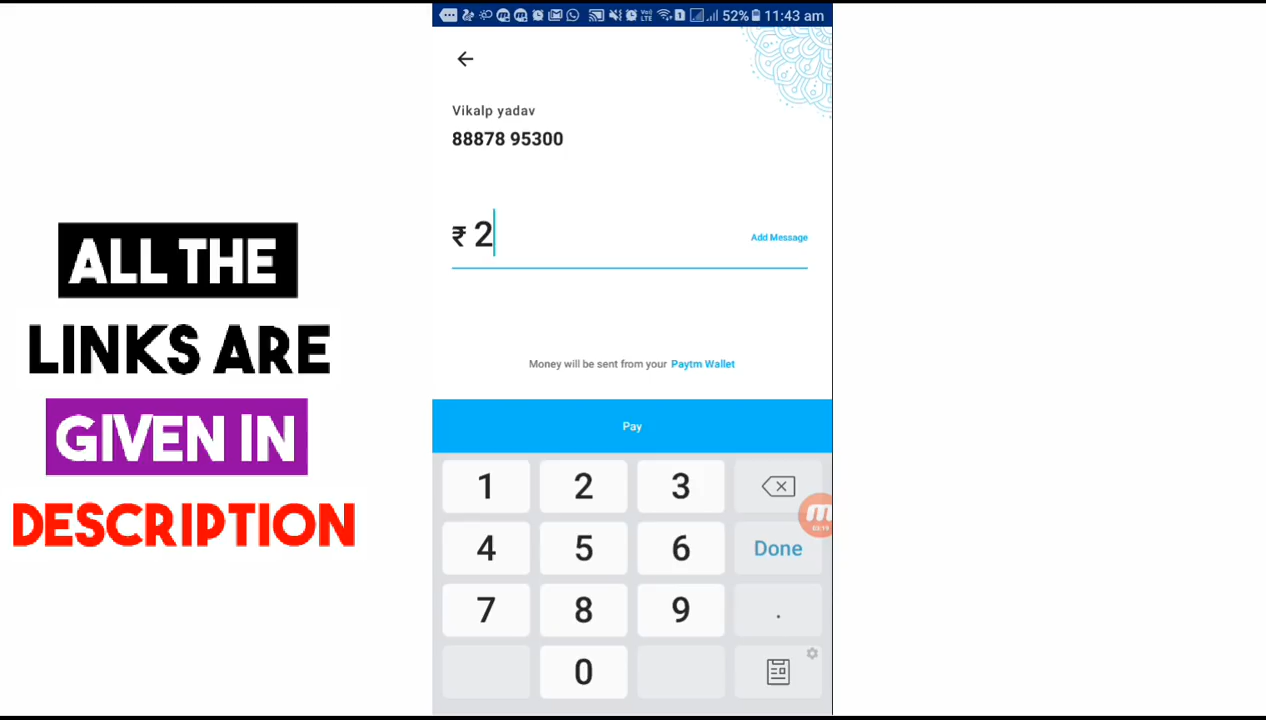 52% 11:43 am
Vikalp yadav
88878 95300
₹ 2
Add Message
Money will be sent from your Paytm Wallet
Pay
1 2 3
4 5 6 Done
7 8 9 .
0
03:19
ALL THE
LINKS ARE
GIVEN IN
DESCRIPTION